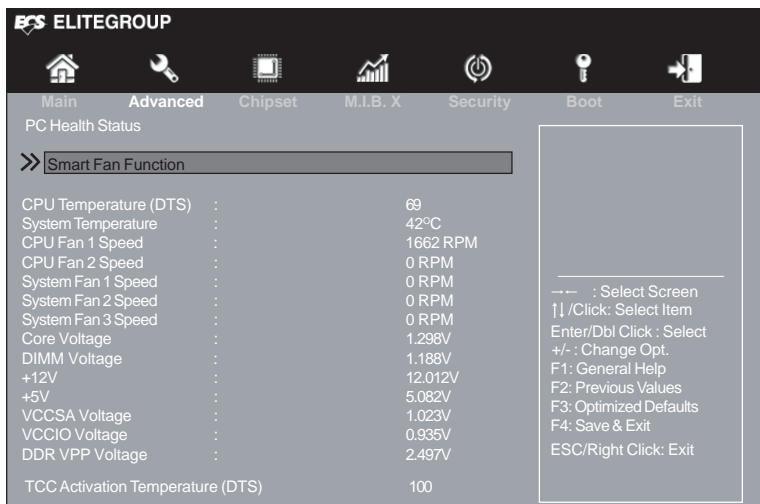 ECS ELITEGROUP
Main Advanced Chipset M.I.B. X Security Boot Exit
PC Health Status
Smart Fan Function
CPU Temperature (DTS) : 69
System Temperature : 42°C
CPU Fan 1 Speed : 1662 RPM
CPU Fan 2 Speed : 0 RPM
System Fan 1 Speed : 0 RPM
System Fan 2 Speed : 0 RPM
System Fan 3 Speed : 0 RPM
Core Voltage : 1.298V
DIMM Voltage : 1.188V
+12V : 12.012V
+5V : 5.082V
VCCSA Voltage : 1.023V
VCCIO Voltage : 0.935V
DDR VPP Voltage : 2.497V
TCC Activation Temperature (DTS) 100
→← : Select Screen
↑↓/Click: Select Item
Enter/Dbl Click : Select
+/- : Change Opt.
F1: General Help
F2: Previous Values
F3: Optimized Defaults
F4: Save & Exit
ESC/Right Click: Exit